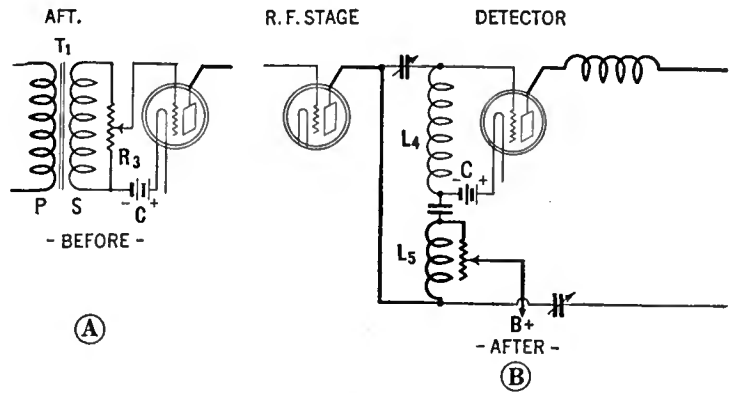 AFT.
R.F. STAGE
DETECTOR
T1
R3
L4
- C +
P S
- C +
- BEFORE -
L5
B+
- AFTER -
A
B